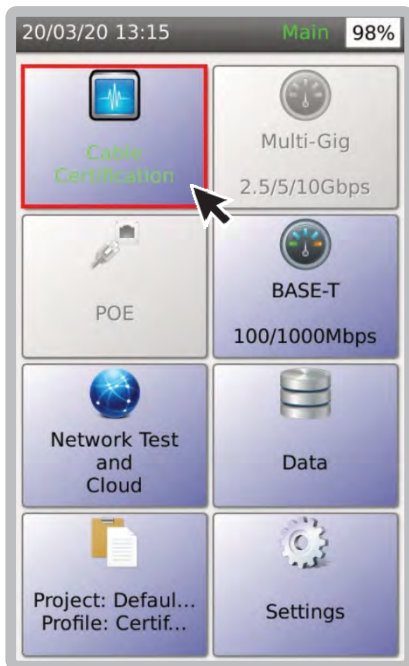 20/03/20 13:15 Main 98%
Cable
Certification
Multi-Gig
2.5/5/10Gbps
POE
BASE-T
100/1000Mbps
Network Test
and
Cloud
Data
Project: Defaul...
Profile: Certif...
Settings